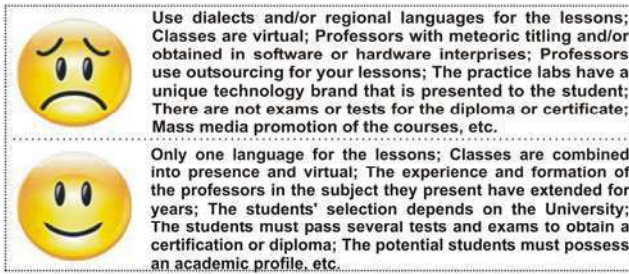 Use dialects and/or regional languages for the lessons;
Classes are virtual; Professors with meteoric titling and/or
obtained in software or hardware interprises; Professors
use outsourcing for your lessons; The practice labs have a
unique technology brand that is presented to the student;
There are not exams or tests for the diploma or certificate;
Mass media promotion of the courses, etc.
Only one language for the lessons; Classes are combined
into presence and virtual; The experience and formation of
the professors in the subject they present have extended for
years; The students' selection depends on the University;
The students must pass several tests and exams to obtain a
certification or diploma; The potential students must possess
an academic profile, etc.